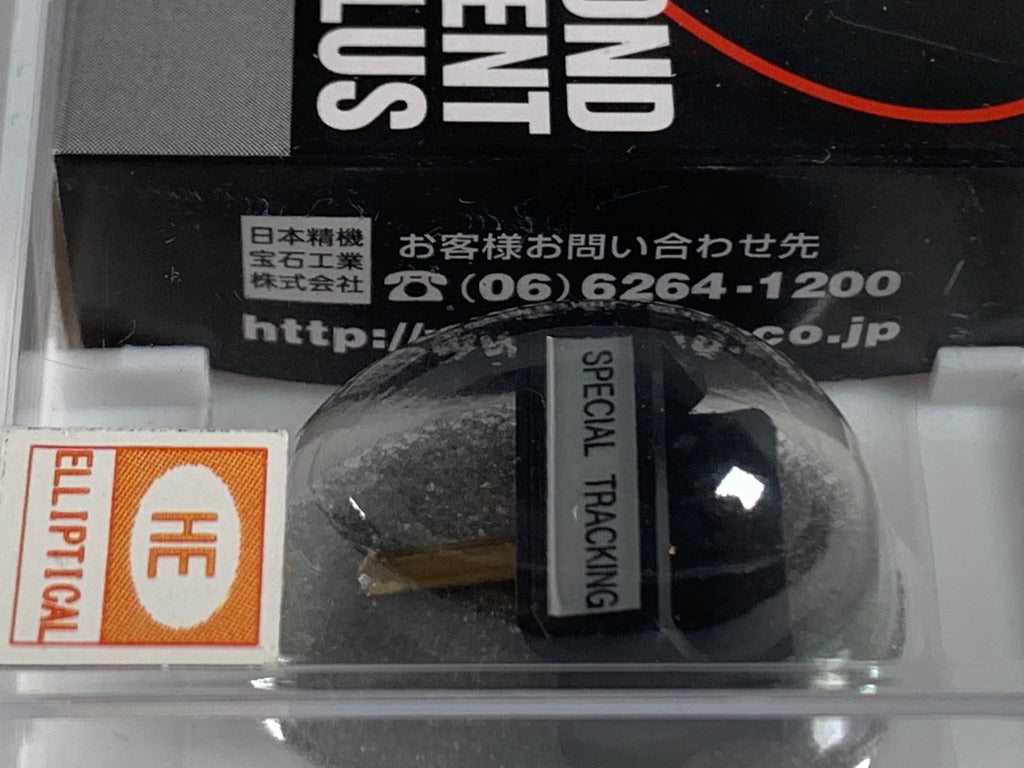 OND
ENT
LUS
日本精機
宝石工業
株式会社
お客様お問い合わせ先
☎(06)6264-1200
http:// .co.jp
SPECIAL TRACKING
HE
ELLIPTICAL